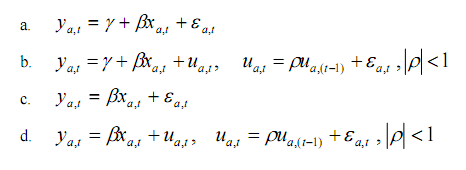 a. y_{a,t} = γ + βx_{a,t} + ε_{a,t}
b. y_{a,t} = γ + βx_{a,t} + u_{a,t}, u_{a,t} = ρu_{a,(t-1)} + ε_{a,t}, |ρ| < 1
c. y_{a,t} = βx_{a,t} + ε_{a,t}
d. y_{a,t} = βx_{a,t} + u_{a,t}, u_{a,t} = ρu_{a,(t-1)} + ε_{a,t}, |ρ| < 1